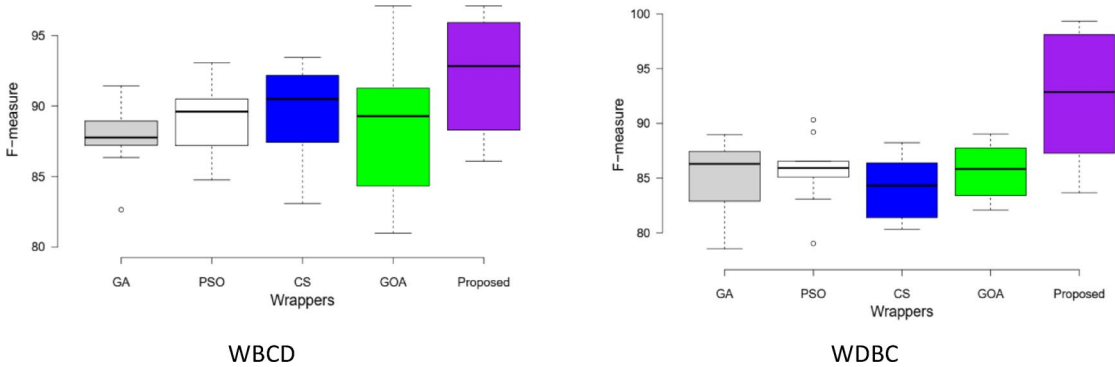 F-measure
95
90
85
80
GA PSO CS GOA Proposed
Wrappers
WBCD
F-measure
100
95
90
85
80
GA PSO CS GOA Proposed
Wrappers
WDBC